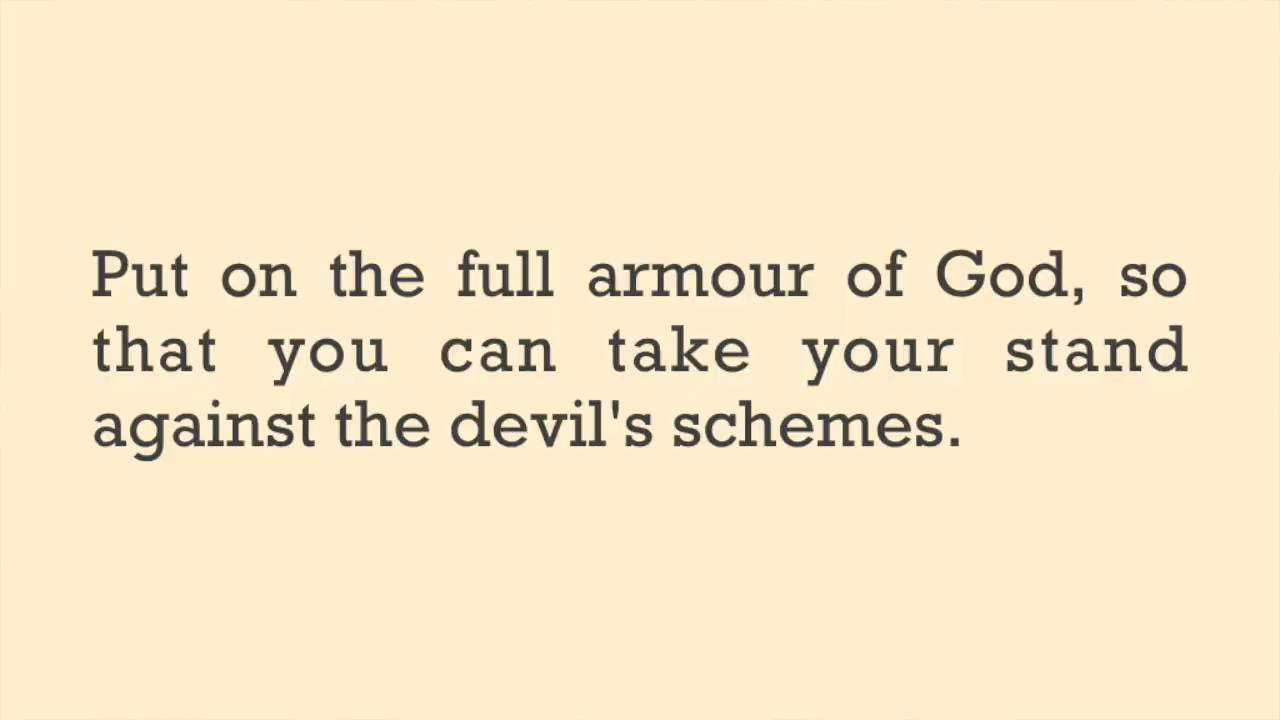 Put on the full armour of God, so
that you can take your stand
against the devil's schemes.